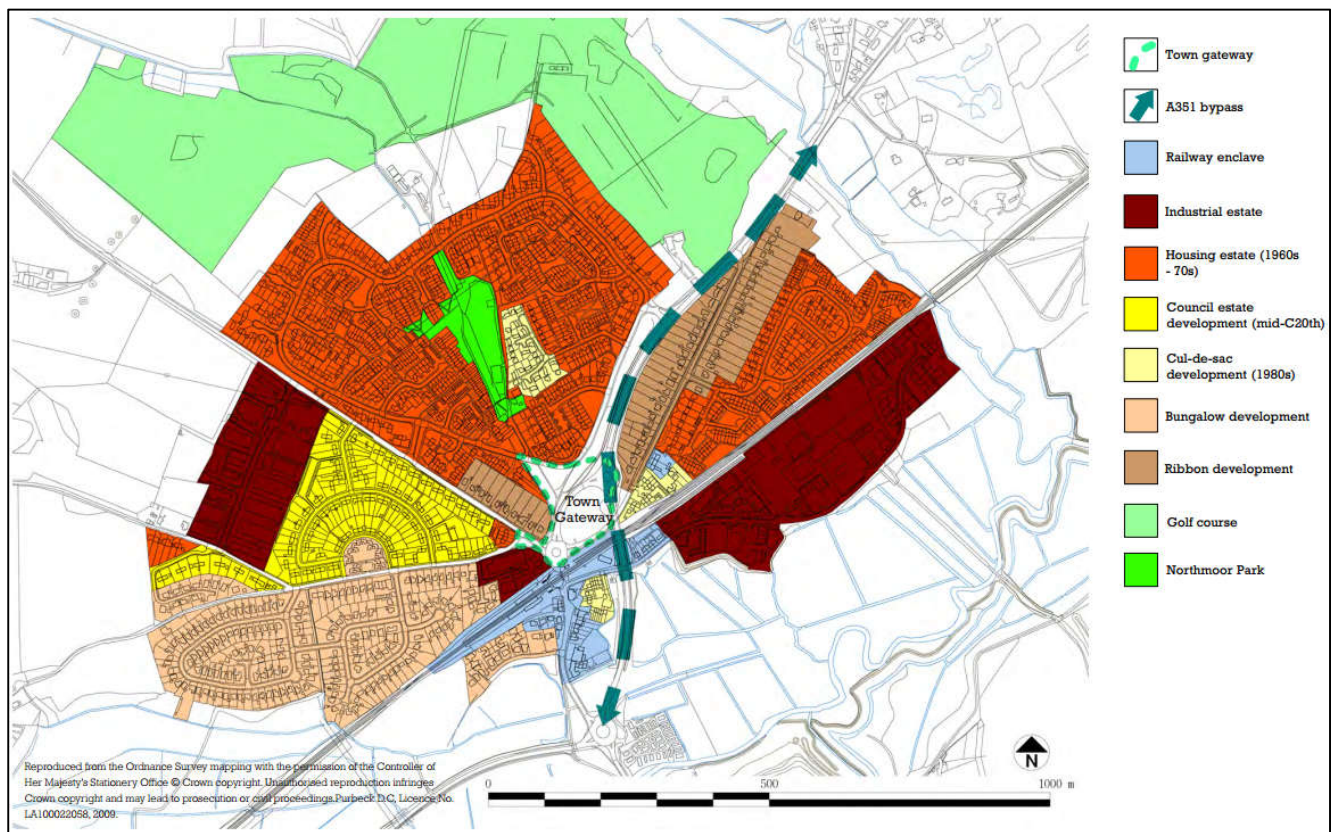 Town gateway
A351 bypass
Railway enclave
Industrial estate
Housing estate (1960s
- 70s)
Council estate
development (mid-C20th)
Cul-de-sac
development (1980s)
Bungalow development
Ribbon development
Golf course
Northmoor Park
Town
Gateway
N
0 500 1000 m
Reproduced from the Ordnance Survey mapping with the permission of the Controller of
Her Majesty's Stationery Office © Crown copyright. Unauthorised reproduction infringes
Crown copyright and may lead to prosecution or civil proceedings.Purbeck D.C, Licence No.
LA100022058, 2009.